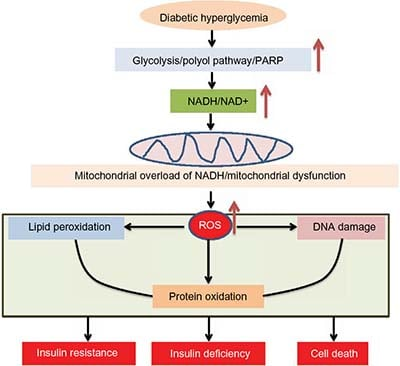 Diabetic hyperglycemia
Glycolysis/polyol pathway/PARP
NADH/NAD+
Mitochondrial overload of NADH/mitochondrial dysfunction
Lipid peroxidation
ROS
DNA damage
Protein oxidation
Insulin resistance
Insulin deficiency
Cell death